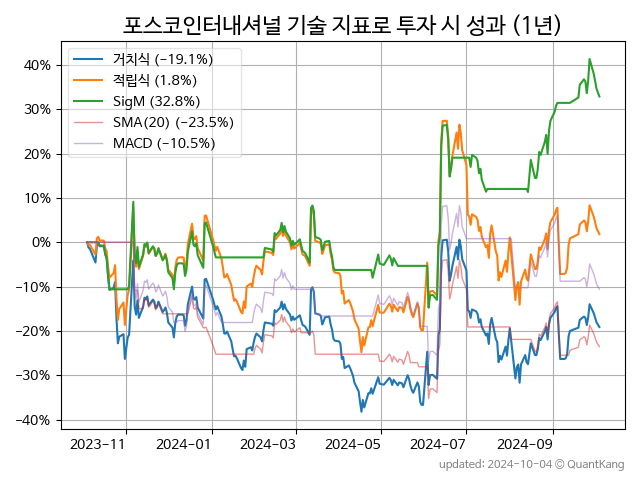 포스코인터내셔널 기술 지표로 투자 시 성과 (1년)
거치식 (−19.1%)
적립식 (1.8%)
SigM (32.8%)
SMA(20) (−23.5%)
MACD (−10.5%)
40%
30%
20%
10%
0%
−10%
−20%
−30%
−40%
2023−11 2024−01 2024−03 2024−05 2024−07 2024−09
updated: 2024-10-04 © QuantKang